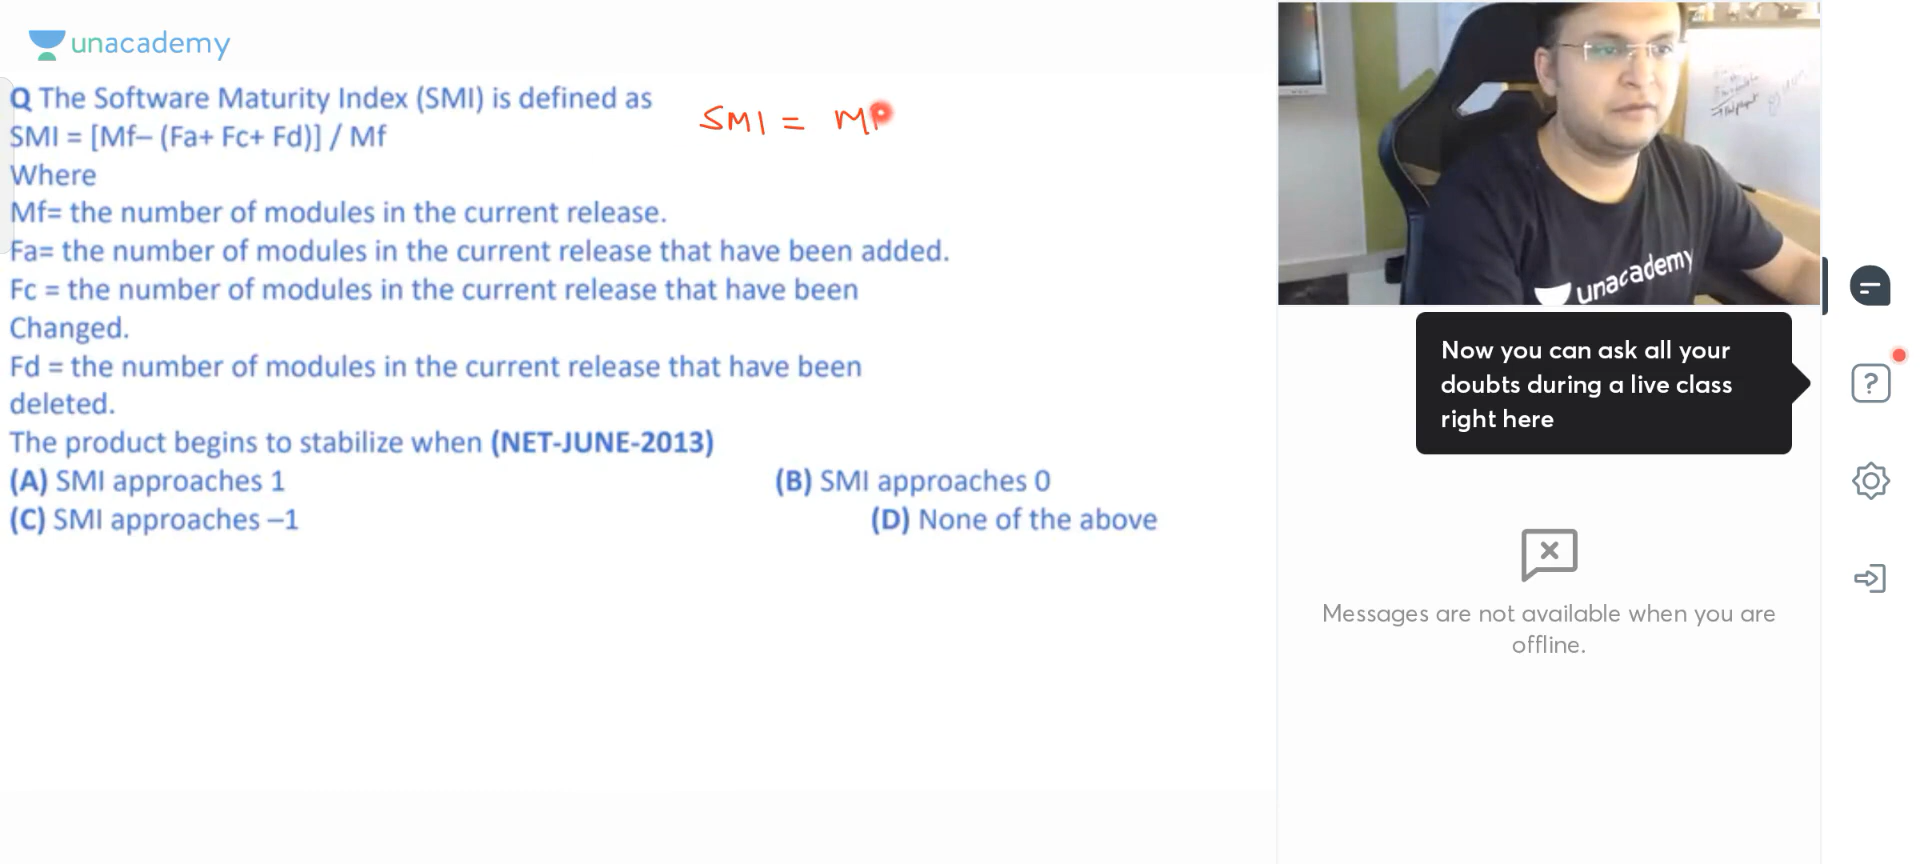 unacademy
Q The Software Maturity Index (SMI) is defined as
SMI = [Mf– (Fa+ Fc+ Fd)] / Mf
SMI = M
Where
Mf= the number of modules in the current release.
Fa= the number of modules in the current release that have been added.
Fc = the number of modules in the current release that have been
Changed.
Fd = the number of modules in the current release that have been
deleted.
The product begins to stabilize when (NET-JUNE-2013)
(A) SMI approaches 1 (B) SMI approaches 0
(C) SMI approaches –1 (D) None of the above
unacademy
Now you can ask all your
doubts during a live class
right here
?
Messages are not available when you are
offline.